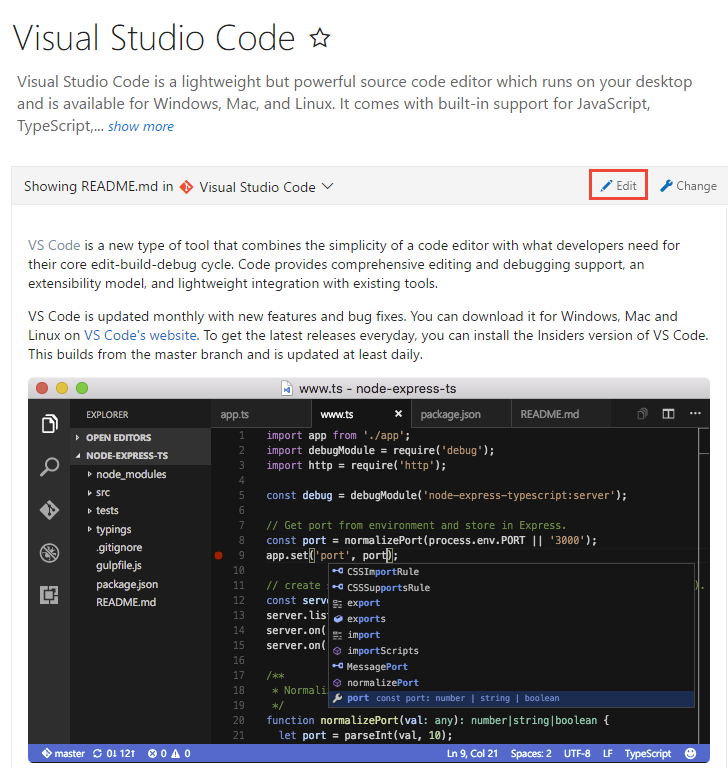 Visual Studio Code
Visual Studio Code is a lightweight but powerful source code editor which runs on your desktop
and is available for Windows, Mac, and Linux. It comes with built-in support for JavaScript,
TypeScript,... show more
Showing README.md in Visual Studio Code
Edit
Change
VS Code is a new type of tool that combines the simplicity of a code editor with what developers need for
their core edit-build-debug cycle. Code provides comprehensive editing and debugging support, an
extensibility model, and lightweight integration with existing tools.
VS Code is updated monthly with new features and bug fixes. You can download it for Windows, Mac and
Linux on VS Code's website. To get the latest releases everyday, you can install the Insiders version of VS Code.
This builds from the master branch and is updated at least daily.
www.ts - node-express-ts
EXPLORER
OPEN EDITORS
NODE-EXPRESS-TS
node_modules
src
tests
typings
.gitignore
gulpfile.js
package.json
README.md
app.ts
www.ts
package.json
README.md
1 import app from './app';
2 import debugModule = require('debug');
3 import http = require('http');
4
5 const debug = debugModule('node-express-typescript:server');
6
7 // Get port from environment and store in Express.
8 const port = normalizePort(process.env.PORT || '3000');
9 app.set('port', port);
10
11 // create ).
12 const serv
13 server.lis
14 server.on(
15 server.on(
16
17 /**
18 * Normali
19 */
20 function normalizePort(val: any): number|string|boolean {
21 let port = parseInt(val, 10);
CSSImportRule
CSSSupportsRule
export
exports
import
importScripts
MessagePort
normalizePort
port const port: number | string | boolean
master 0↓ 12↑ 0 0
Ln 9, Col 21 Spaces: 2 UTF-8 LF TypeScript